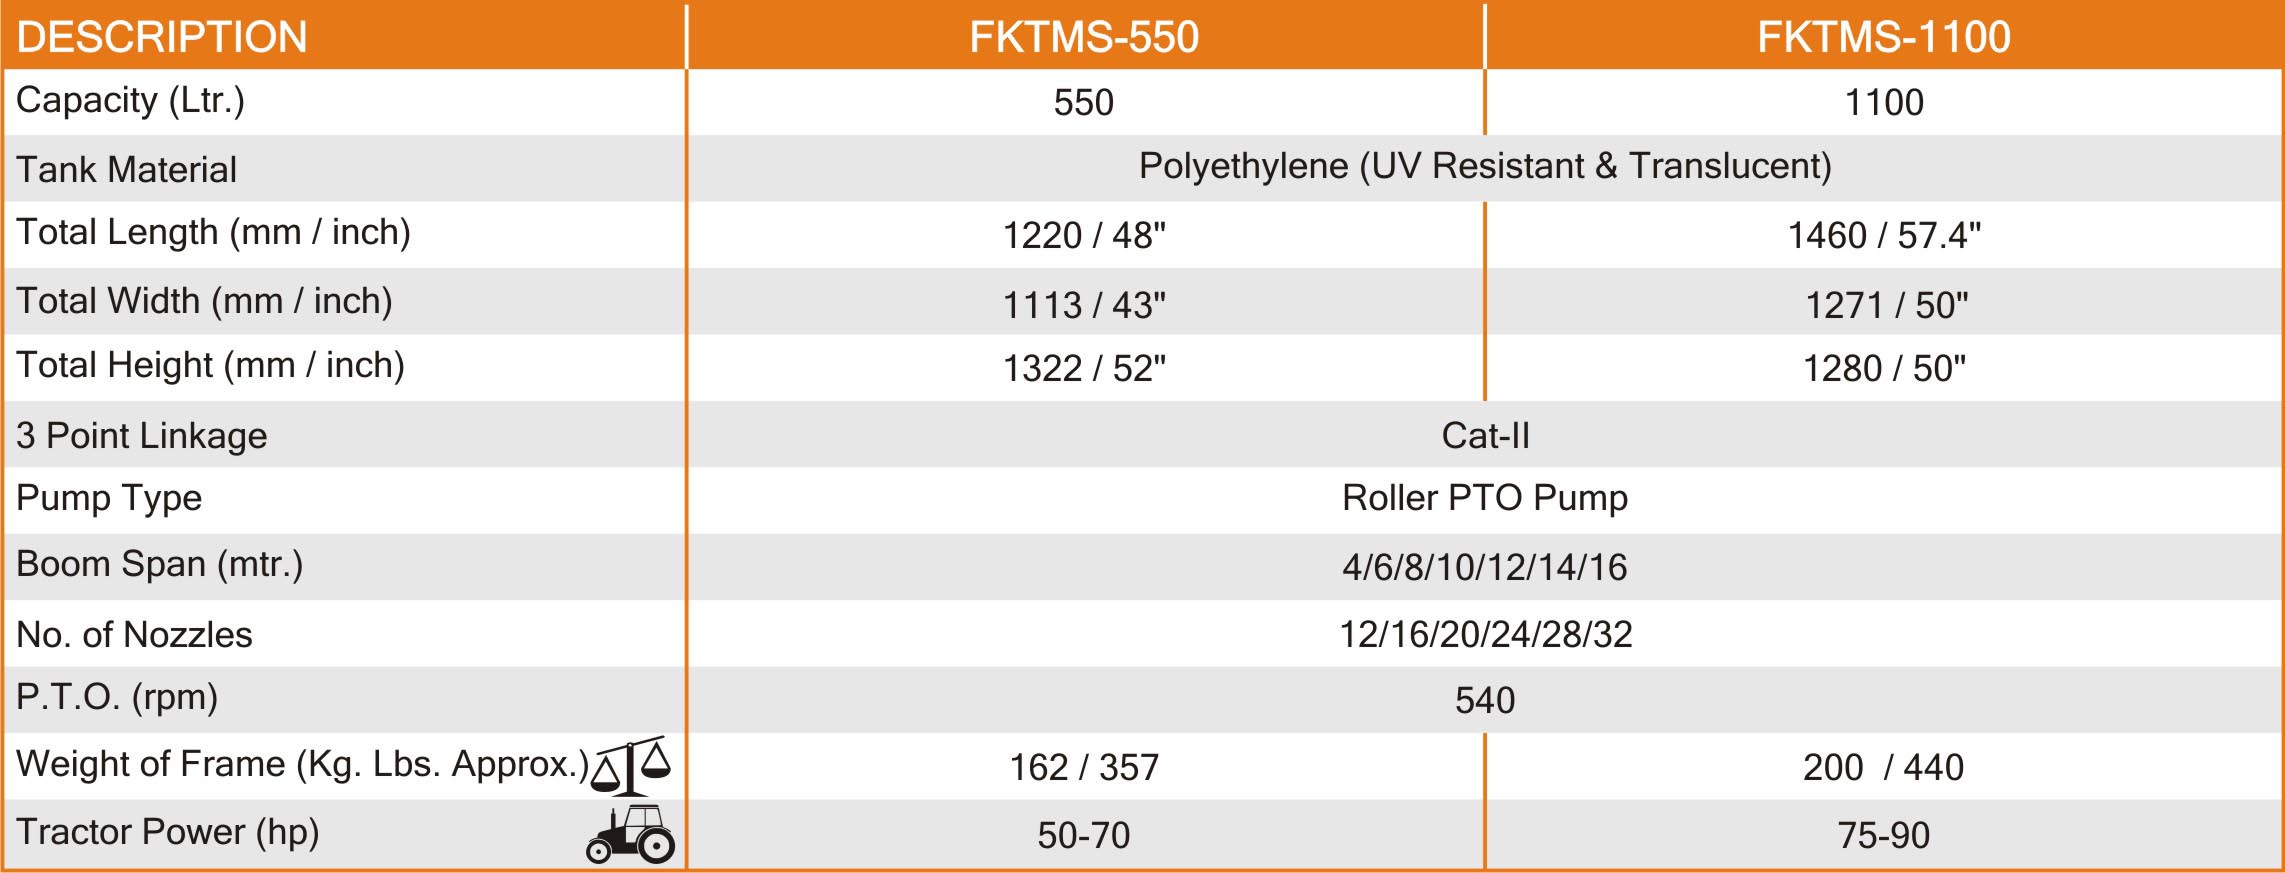 DESCRIPTION FKTMS-550 FKTMS-1100
Capacity (Ltr.) 550 1100
Tank Material Polyethylene (UV Resistant & Translucent)
Total Length (mm / inch) 1220 / 48" 1460 / 57.4"
Total Width (mm / inch) 1113 / 43" 1271 / 50"
Total Height (mm / inch) 1322 / 52" 1280 / 50"
3 Point Linkage Cat-II
Pump Type Roller PTO Pump
Boom Span (mtr.) 4/6/8/10/12/14/16
No. of Nozzles 12/16/20/24/28/32
P.T.O. (rpm) 540
Weight of Frame (Kg. Lbs. Approx.) 162 / 357 200 / 440
Tractor Power (hp) 50-70 75-90